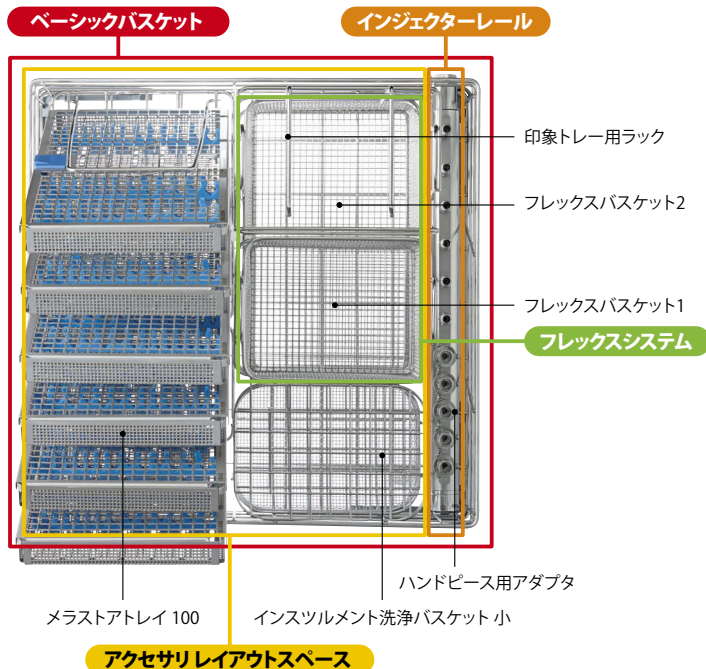 ベーシックバスケット
インジェクターレール
印象トレー用ラック
フレックスバスケット2
フレックスバスケット1
フレックスシステム
ハンドピース用アダプタ
メラストアトレイ 100
インスツルメント洗浄バスケット 小
アクセサリ レイアウトスペース